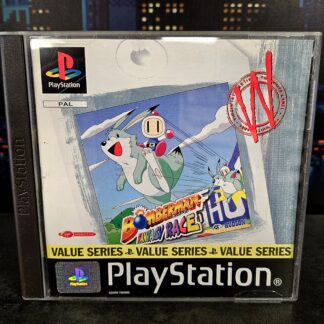 PlayStation
PAL
BOMBERMAN
FANTASY RACE
HUDSON
VALUE SERIES VALUE SERIES VALUE SERIES
PlayStation®
PlayStation